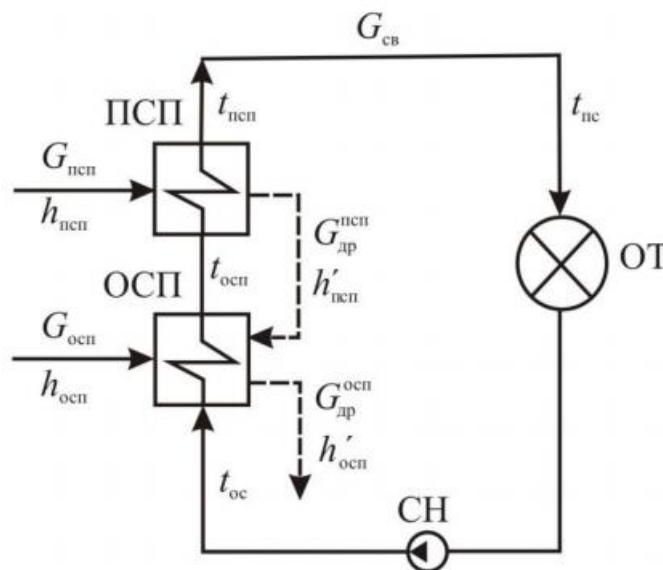 G_св
t_псп
t_пс
ПСП
G_псп
h_псп
G_др^псп
h′_псп
ОТ
t_осп
ОСП
G_осп
h_осп
G_др^осп
h′_осп
t_ос
СН